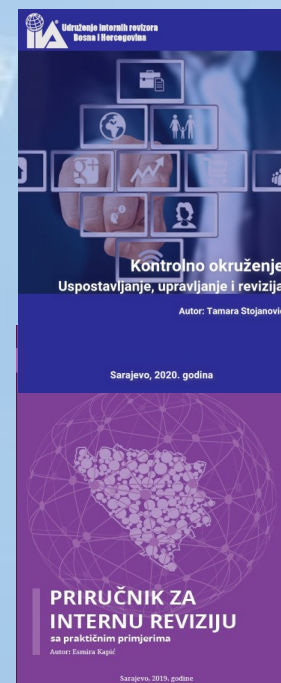 IIA
Udruženje internih revizora
Bosna i Hercegovina
Kontrolno okruženje
Uspostavljanje, upravljanje i revizija
Autor: Tamara Stojanović
Sarajevo, 2020. godina
PRIRUČNIK ZA
INTERNU REVIZIJU
sa praktičnim primjerima
Autor: Esmira Kapić
Sarajevo, 2019. godine